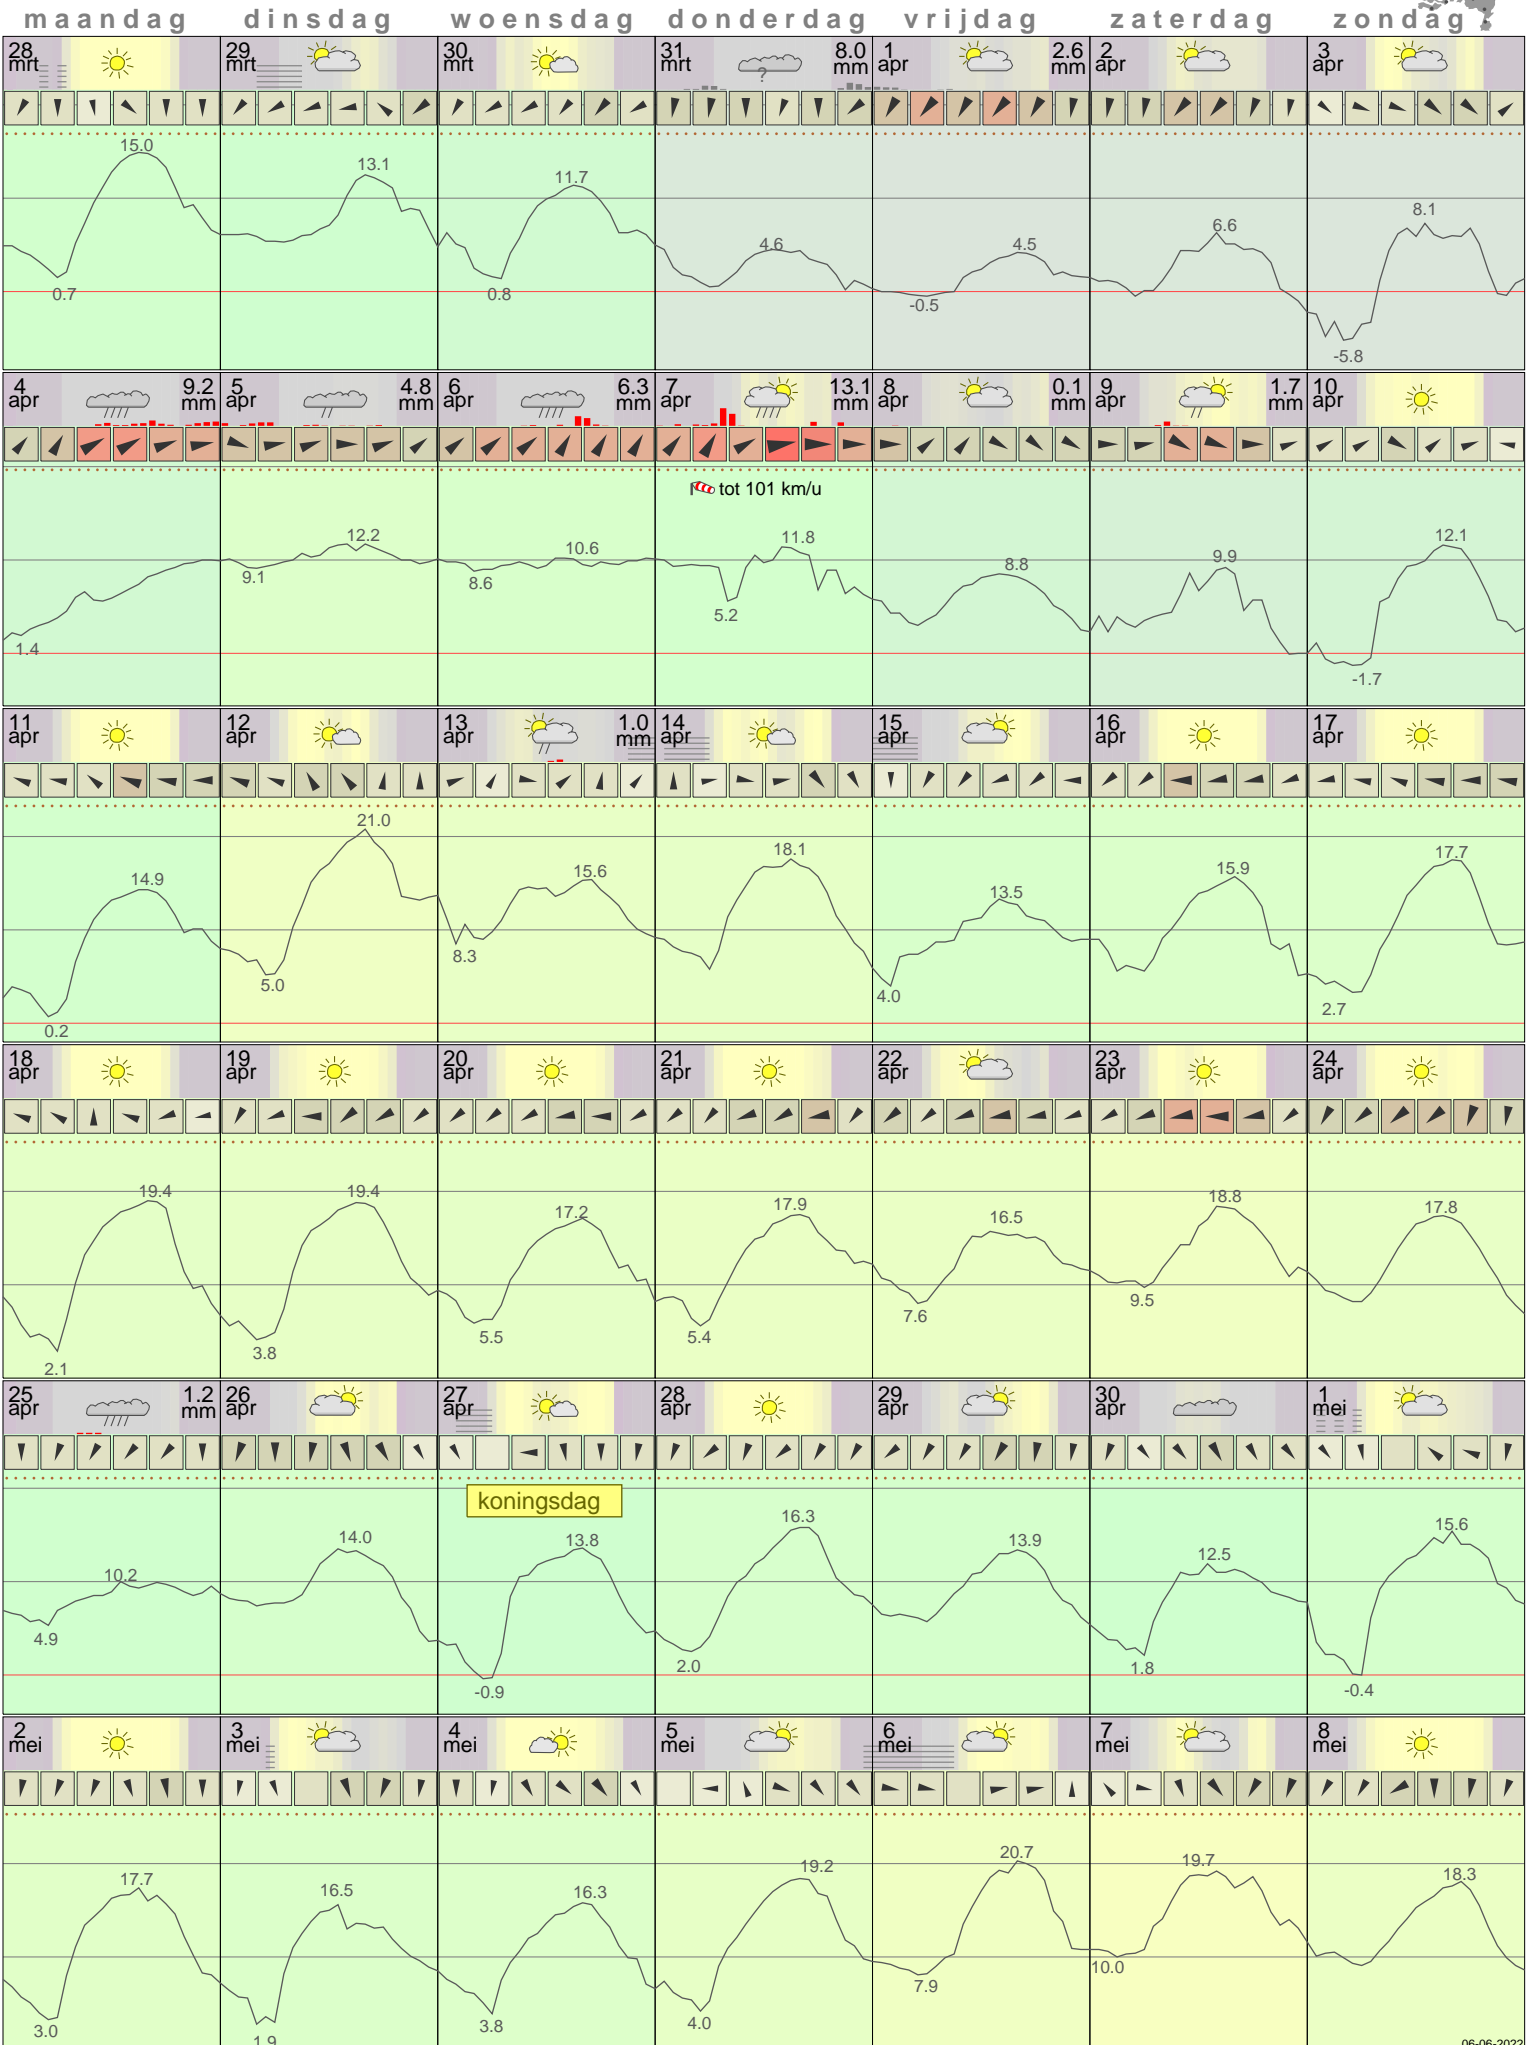 maandag dinsdag woensdag donderdag vrijdag zaterdag zondag
28 29 30 31 8.0 1 2.6 2 3
mrt mrt mrt mrt mm apr mm apr apr
?
15.0 13.1 11.7 4.6 4.5 6.6 8.1
0.7 0.8 -0.5 -5.8
4 9.2 5 4.8 6 6.3 7 13.1 8 0.1 9 1.7 10
apr mm apr mm apr mm apr mm apr mm apr mm apr
tot 101 km/u
12.2 10.6 11.8 8.8 9.9 12.1
1.4 9.1 8.6 5.2 -1.7
11 12 13 1.0 14 15 16 17
apr apr apr mm apr apr apr apr
14.9 21.0 15.6 18.1 13.5 15.9 17.7
0.2 5.0 8.3 4.0 2.7
18 19 20 21 22 23 24
apr apr apr apr apr apr apr
19.4 19.4 17.2 17.9 16.5 18.8 17.8
2.1 3.8 5.5 5.4 7.6 9.5
25 1.2 26 27 28 29 30 1
apr mm apr apr apr apr apr mei
koningsdag
10.2 14.0 13.8 16.3 13.9 12.5 15.6
4.9 -0.9 2.0 1.8 -0.4
2 3 4 5 6 7 8
mei mei mei mei mei mei mei
17.7 16.5 16.3 19.2 20.7 19.7 18.3
3.0 1.9 3.8 4.0 7.9 10.0
06-06-2022